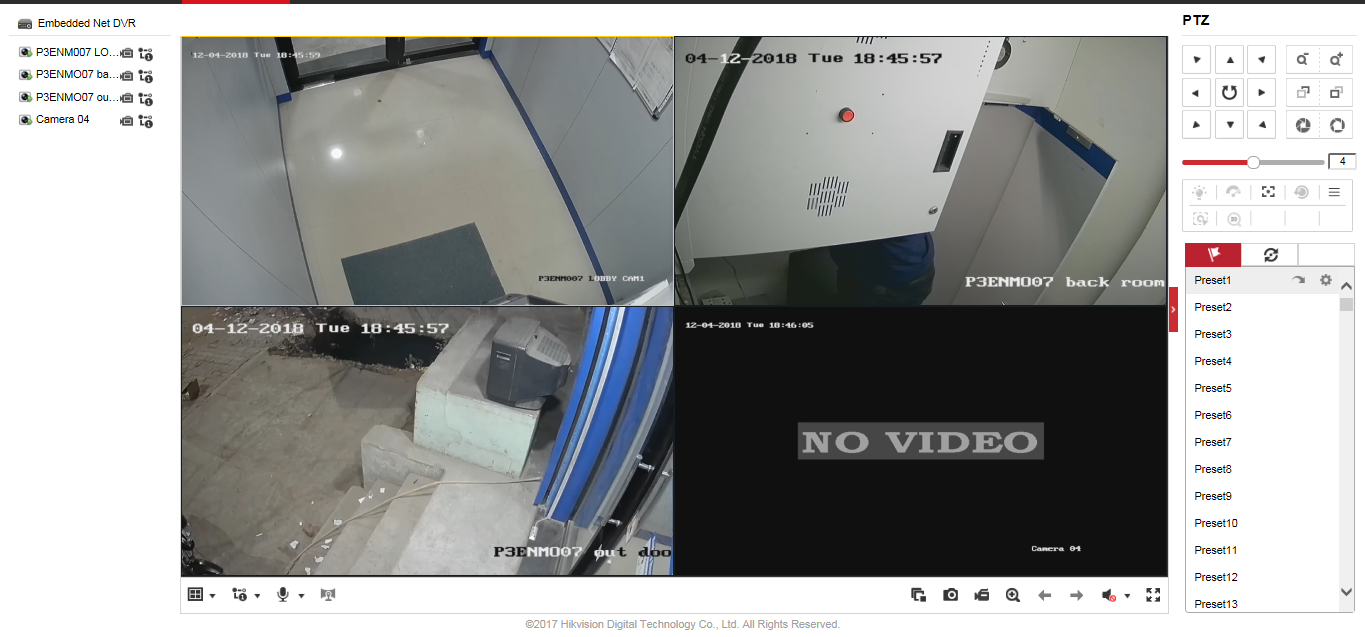 Embedded Net DVR
P3ENM007 LO...
P3ENMO07 ba...
P3ENMO07 ou...
Camera 04
12-04-2018 Tue 18:45:59
P3ENM007 LOBBY CAM1
04-12-2018 Tue 18:45:57
P3ENMO07 back room
04-12-2018 Tue 18:45:57
P3ENMO07 out doo
12-04-2018 Tue 18:46:05
NO VIDEO
Camera 04
PTZ
4
Preset1
Preset2
Preset3
Preset4
Preset5
Preset6
Preset7
Preset8
Preset9
Preset10
Preset11
Preset12
Preset13
©2017 Hikvision Digital Technology Co., Ltd. All Rights Reserved.